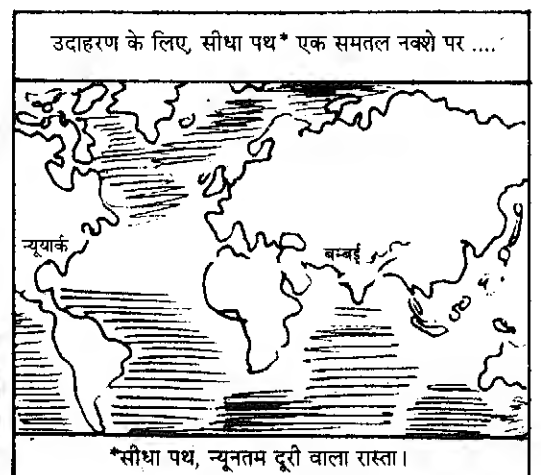 उदाहरण के लिए, सीधा पथ* एक समतल नक्शे पर ....
न्यूयार्क
बम्बई
*सीधा पथ, न्यूनतम दूरी वाला रास्ता।